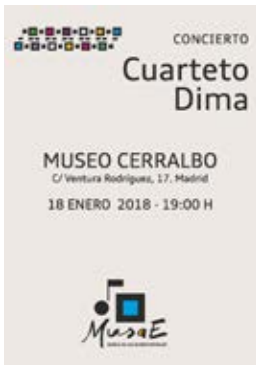 CONCIERTO
Cuarteto
Dima
MUSEO CERRALBO
C/ Ventura Rodríguez, 17. Madrid
18 ENERO 2018 - 19:00 H
MusaE